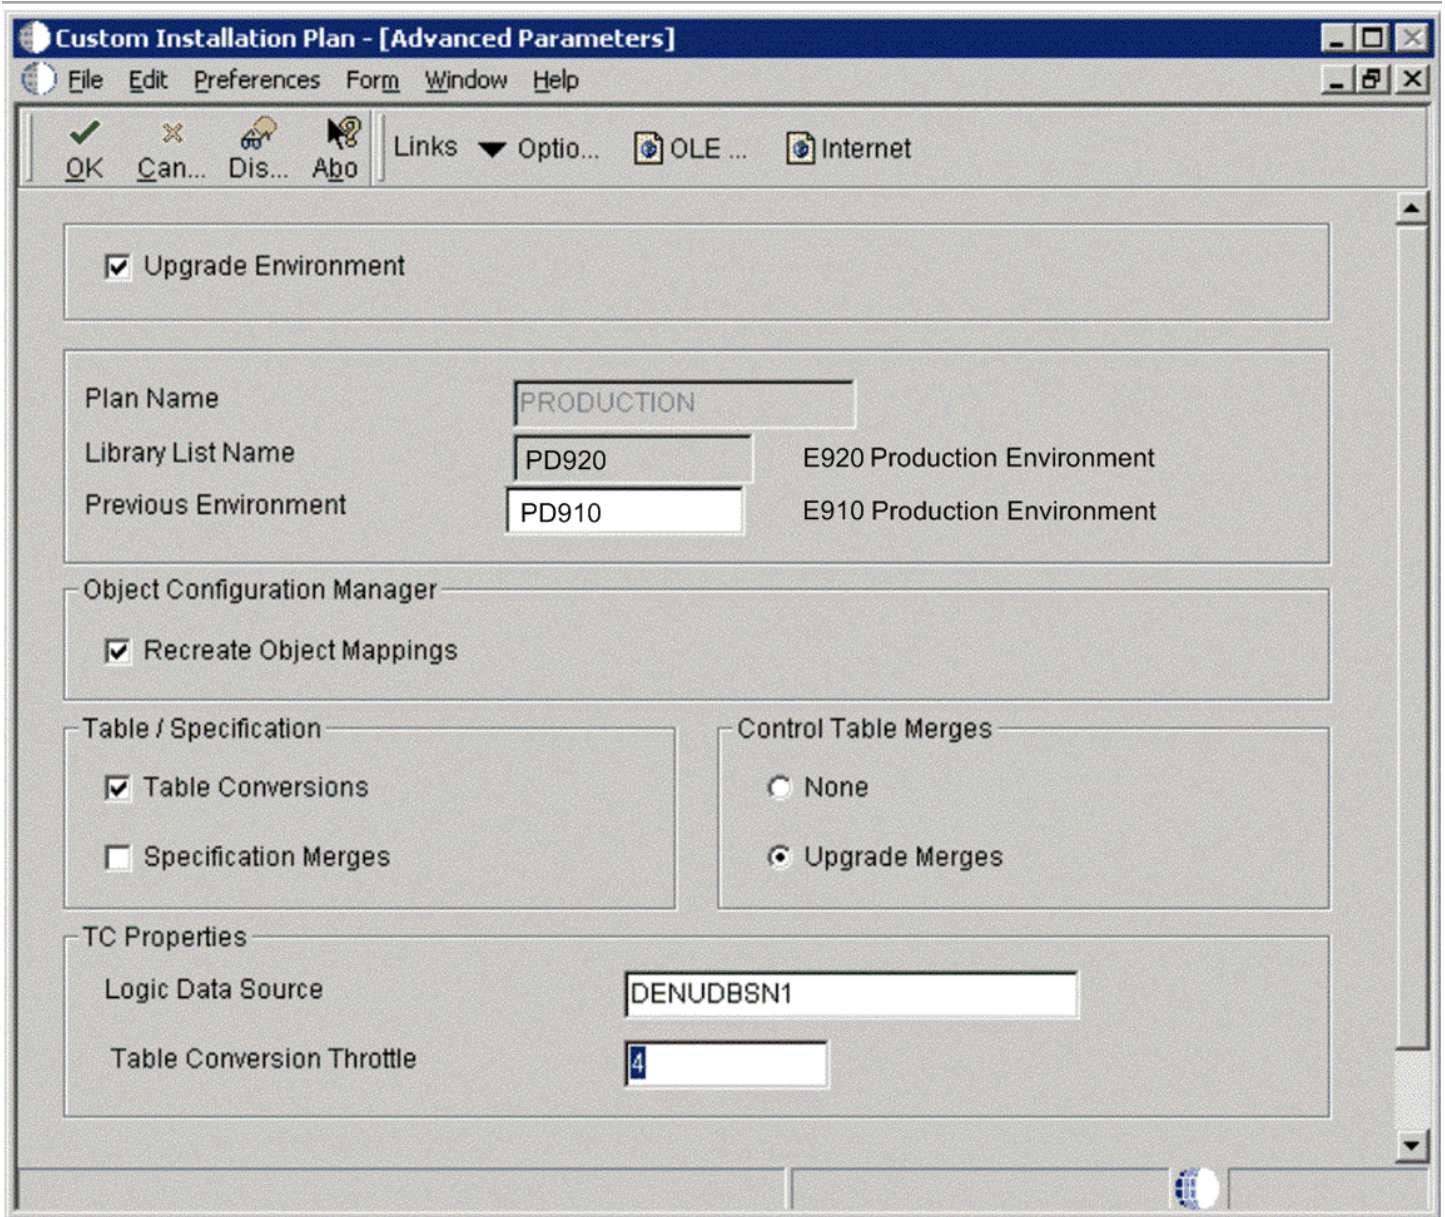 Custom Installation Plan - [Advanced Parameters]
File Edit Preferences Form Window Help
OK Can... Dis... Abo Links Optio... OLE ... Internet
Upgrade Environment
Plan Name PRODUCTION
Library List Name PD920 E920 Production Environment
Previous Environment PD910 E910 Production Environment
Object Configuration Manager
Recreate Object Mappings
Table / Specification Control Table Merges
Table Conversions None
Specification Merges Upgrade Merges
TC Properties
Logic Data Source DENUDBSN1
Table Conversion Throttle 4